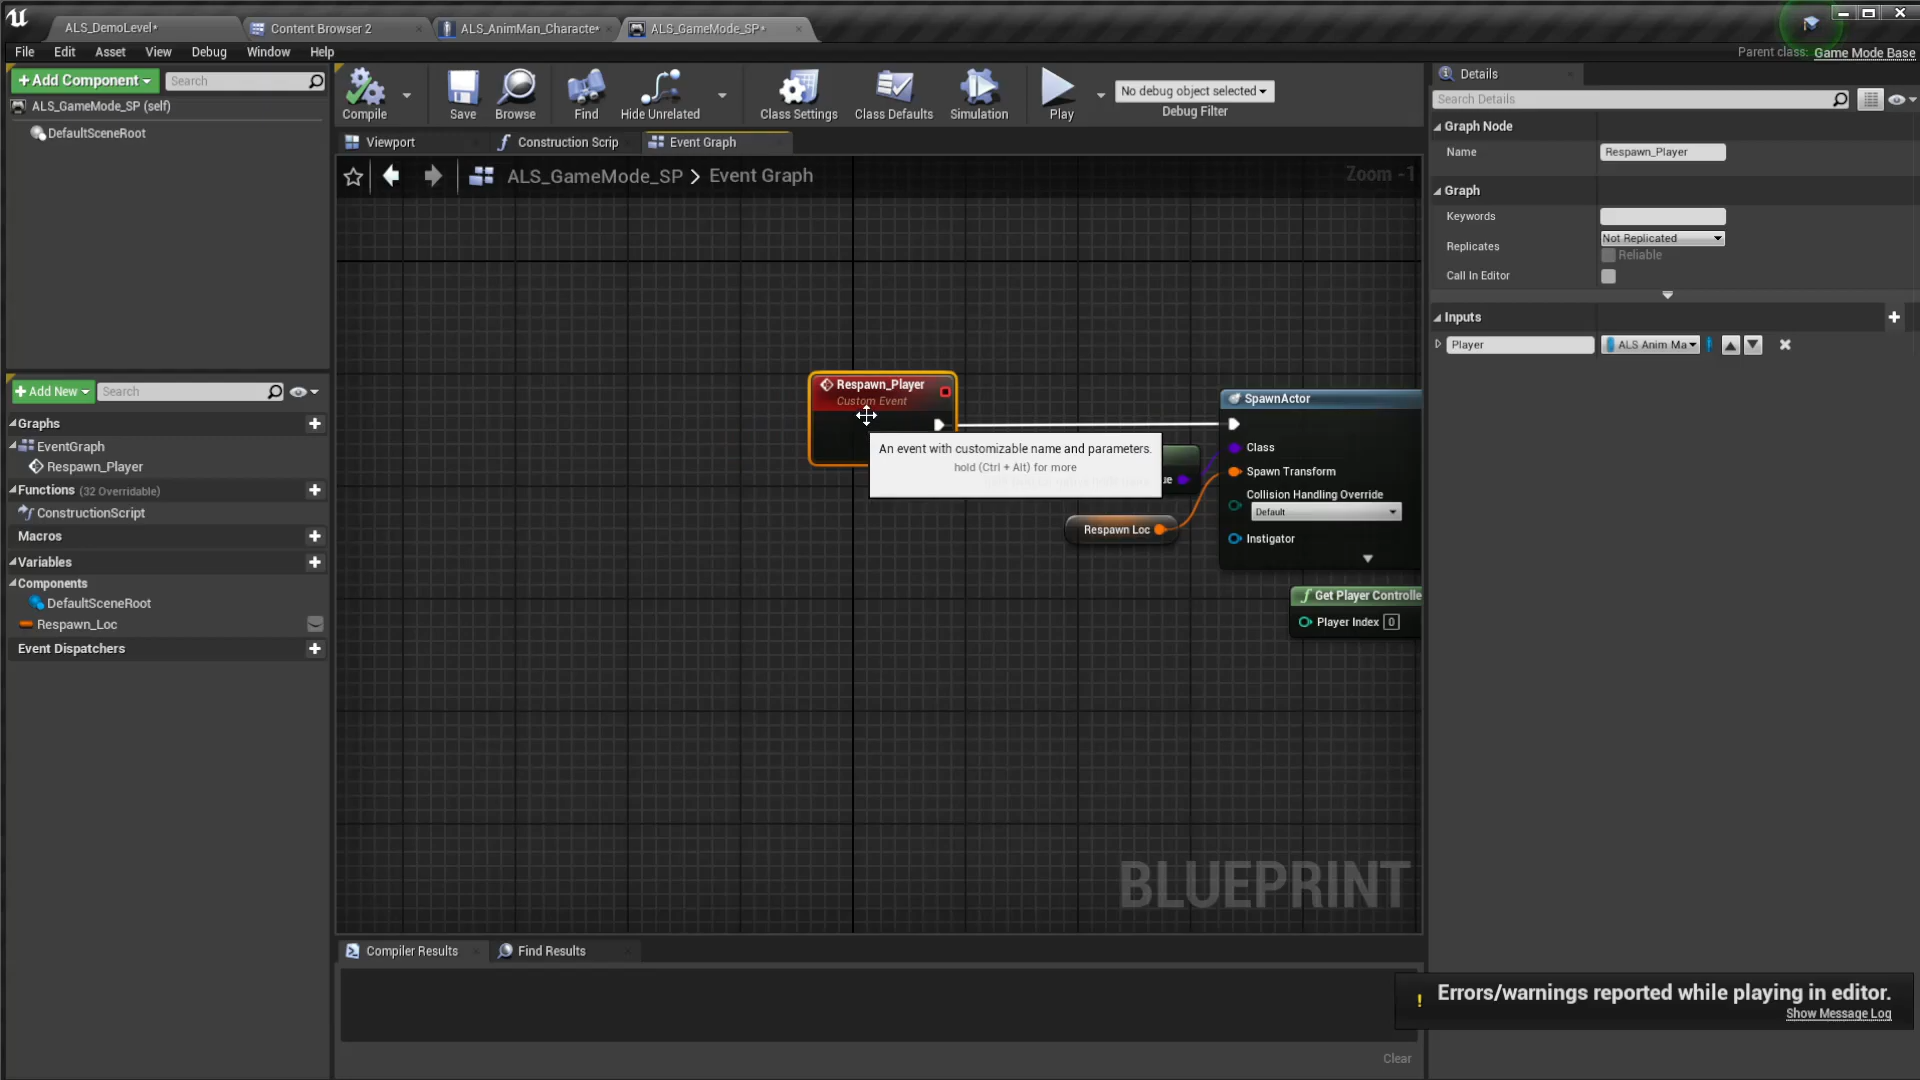 ALS_DemoLevel*
Content Browser 2
ALS_AnimMan_Characte*
ALS_GameMode_SP*
File
Edit
Asset
View
Debug
Window
Help
Parent class: Game Mode Base
+Add Component
Search
ALS_GameMode_SP (self)
DefaultSceneRoot
Compile
Save
Browse
Find
Hide Unrelated
Class Settings
Class Defaults
Simulation
Play
No debug object selected
Debug Filter
Viewport
Construction Scrip
Event Graph
ALS_GameMode_SP > Event Graph
Zoom -1
+Add New
Search
Graphs
EventGraph
Respawn_Player
Functions (32 Overridable)
ConstructionScript
Macros
Variables
Components
DefaultSceneRoot
Respawn_Loc
Event Dispatchers
Respawn_Player
Custom Event
An event with customizable name and parameters.
hold (Ctrl + Alt) for more
ue
Respawn Loc
SpawnActor
Class
Spawn Transform
Collision Handling Override
Default
Instigator
Get Player Controlle
Player Index 0
BLUEPRINT
Compiler Results
Find Results
Clear
Details
Search Details
Graph Node
Name
Respawn_Player
Graph
Keywords
Replicates
Not Replicated
Reliable
Call In Editor
Inputs
Player
ALS Anim Ma
! Errors/warnings reported while playing in editor.
Show Message Log